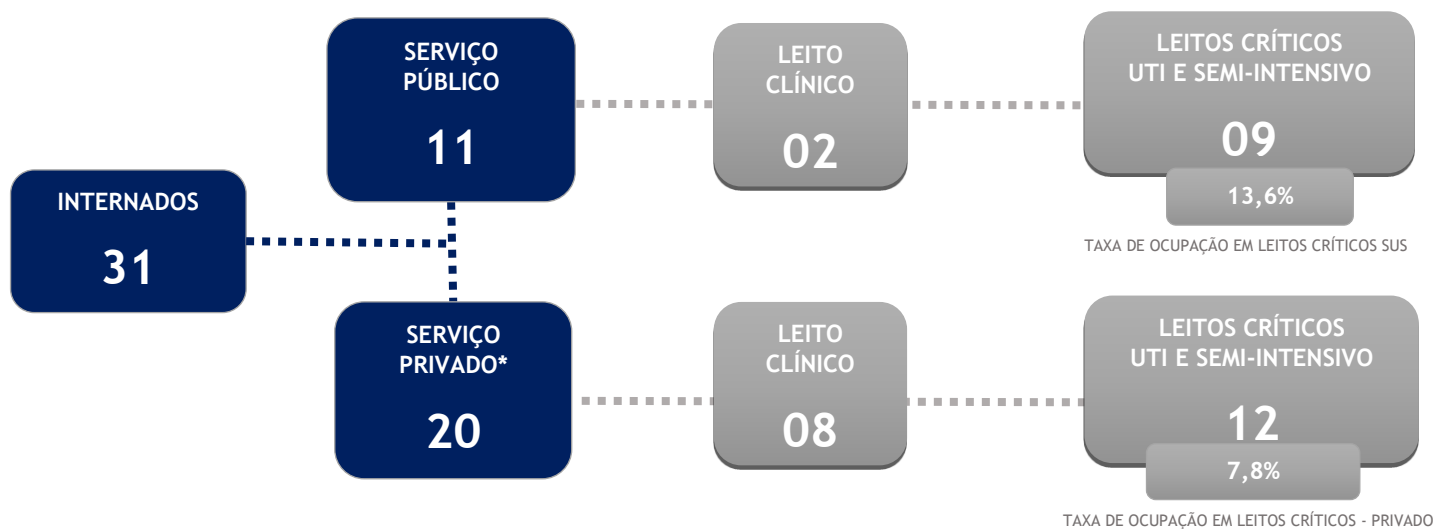 INTERNADOS
31
SERVIÇO
PÚBLICO
11
LEITO
CLÍNICO
02
LEITOS CRÍTICOS
UTI E SEMI-INTENSIVO
09
13,6%
TAXA DE OCUPAÇÃO EM LEITOS CRÍTICOS SUS
SERVIÇO
PRIVADO*
20
LEITO
CLÍNICO
08
LEITOS CRÍTICOS
UTI E SEMI-INTENSIVO
12
7,8%
TAXA DE OCUPAÇÃO EM LEITOS CRÍTICOS - PRIVADO